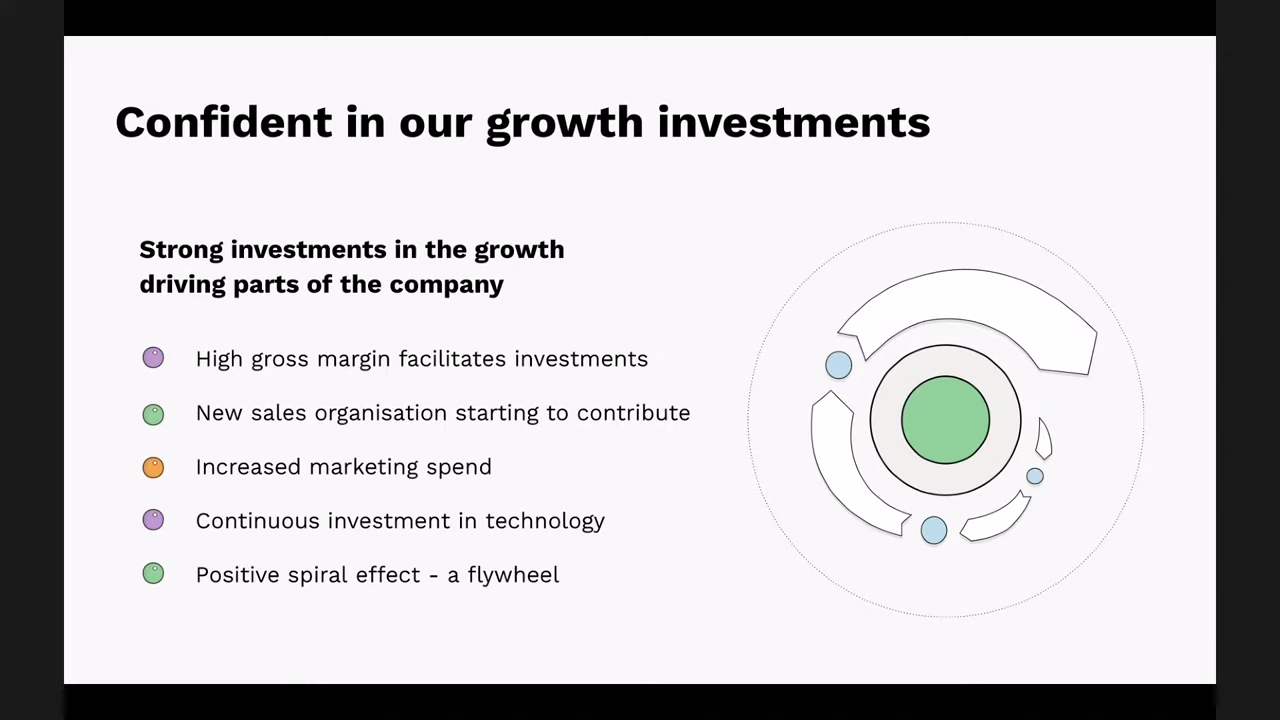 Confident in our growth investments
Strong investments in the growth
driving parts of the company
High gross margin facilitates investments
New sales organisation starting to contribute
Increased marketing spend
Continuous investment in technology
Positive spiral effect - a flywheel